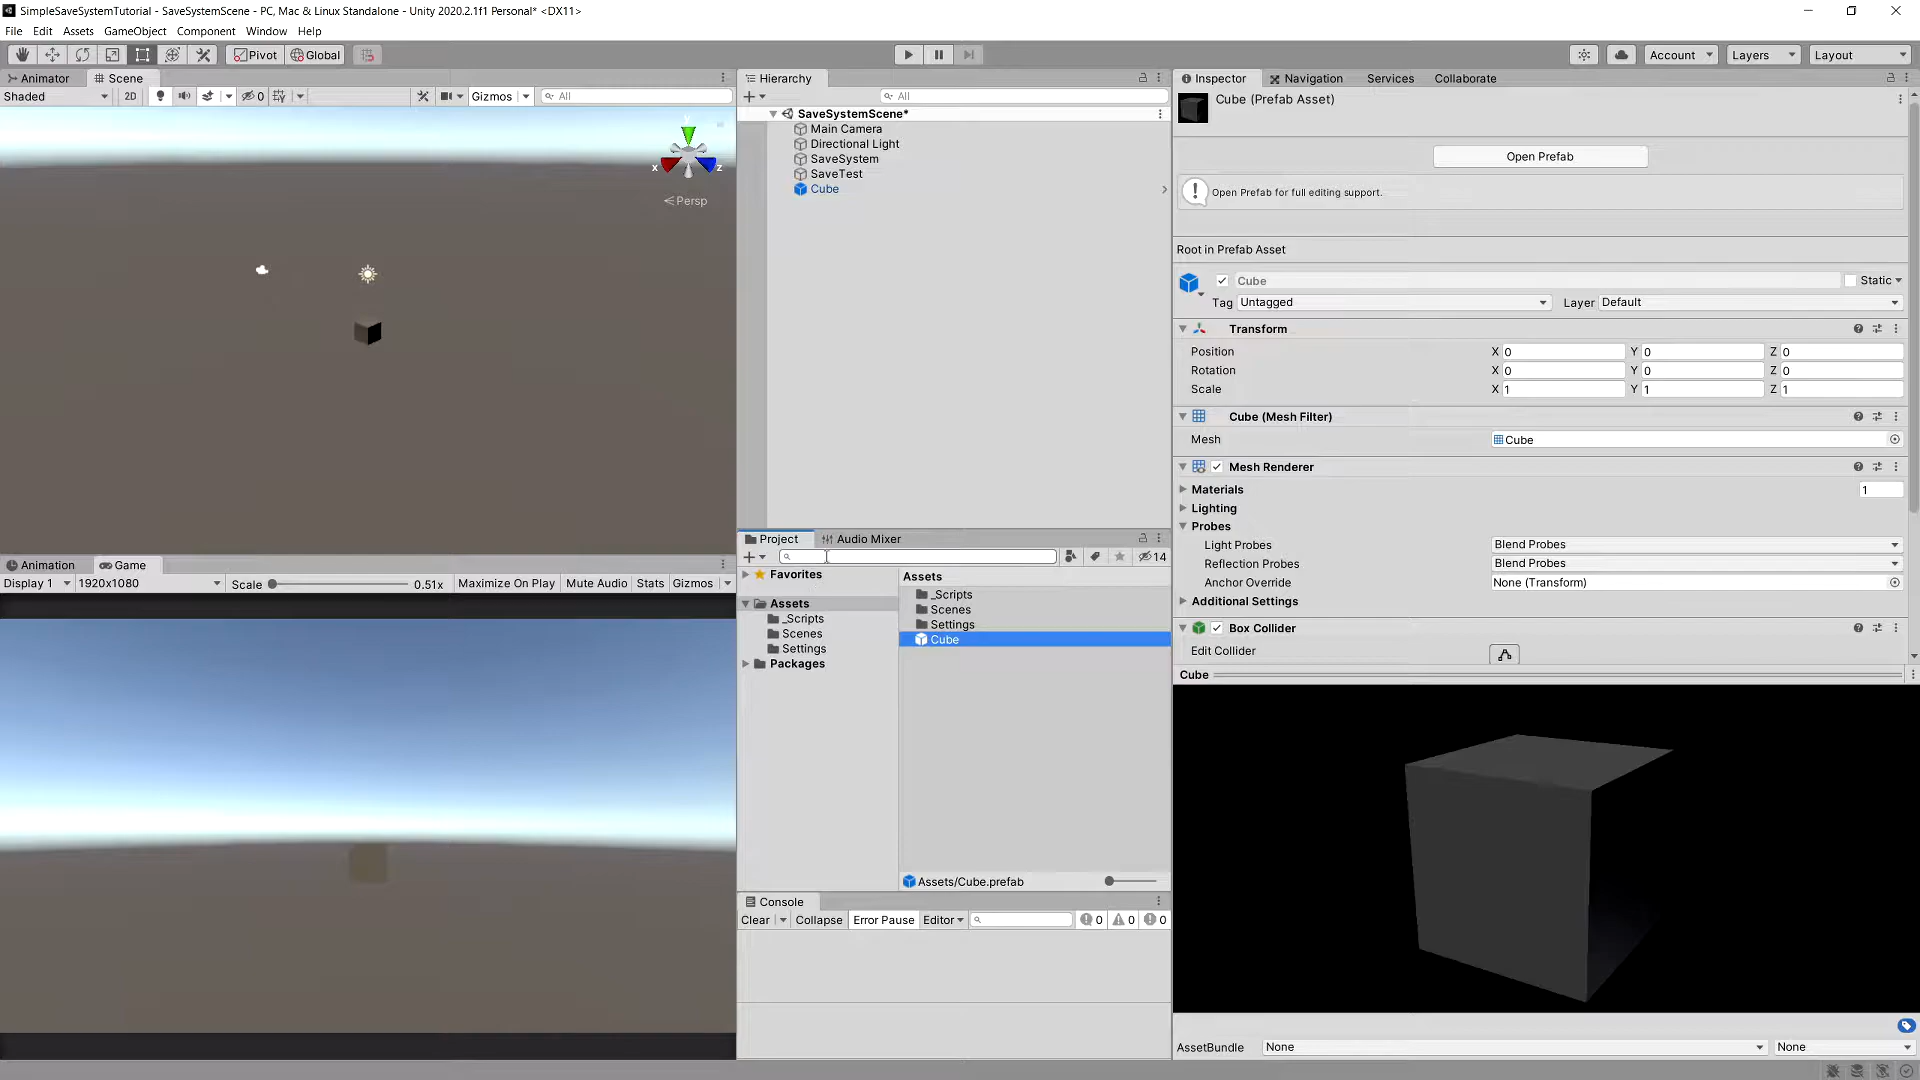 SimpleSaveSystemTutorial - SaveSystemScene - PC, Mac & Linux Standalone - Unity 2020.2.1f1 Personal* <DX11>
File Edit Assets GameObject Component Window Help
Pivot Global
Account Layers Layout
Animator Scene
Shaded 2D 0 Gizmos All
y
x z
Persp
Animation Game
Display 1 1920x1080 Scale 0.51x Maximize On Play Mute Audio Stats Gizmos
Hierarchy
All
SaveSystemScene*
Main Camera
Directional Light
SaveSystem
SaveTest
Cube
Project Audio Mixer
14
Favorites
Assets
_Scripts
Scenes
Settings
Packages
Assets
_Scripts
Scenes
Settings
Cube
Assets/Cube.prefab
Console
Clear Collapse Error Pause Editor 0 0 0
Inspector Navigation Services Collaborate
Cube (Prefab Asset)
Open Prefab
Open Prefab for full editing support.
Root in Prefab Asset
Cube Static
Tag Untagged Layer Default
Transform
Position X 0 Y 0 Z 0
Rotation X 0 Y 0 Z 0
Scale X 1 Y 1 Z 1
Cube (Mesh Filter)
Mesh Cube
Mesh Renderer
Materials 1
Lighting
Probes
Light Probes Blend Probes
Reflection Probes Blend Probes
Anchor Override None (Transform)
Additional Settings
Box Collider
Edit Collider
Cube
AssetBundle None None